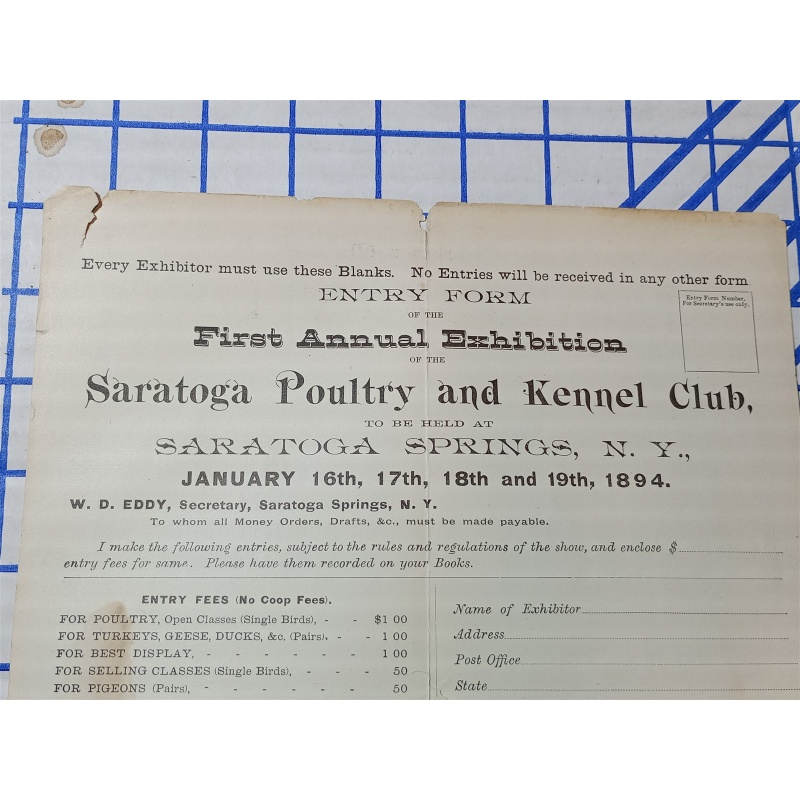 Every Exhibitor must use these Blanks. No Entries will be received in any other form
ENTRY FORM
Entry Form Number.
For Secretary's use only.
OF THE
First Annual Exhibition
OF THE
Saratoga Poultry and Kennel Club,
TO BE HELD AT
SARATOGA SPRINGS, N. Y.,
JANUARY 16th, 17th, 18th and 19th, 1894.
W. D. EDDY, Secretary, Saratoga Springs, N. Y.
To whom all Money Orders, Drafts, &c., must be made payable.
I make the following entries, subject to the rules and regulations of the show, and enclose $
entry fees for same. Please have them recorded on your Books.
ENTRY FEES (No Coop Fees).
FOR POULTRY, Open Classes (Single Birds), - - $1 00
FOR TURKEYS, GEESE, DUCKS, &c. (Pairs), - - 1 00
FOR BEST DISPLAY, - - - - - - 1 00
FOR SELLING CLASSES (Single Birds), - - - 50
FOR PIGEONS (Pairs), - - - - - - 50
Name of Exhibitor
Address
Post Office
State